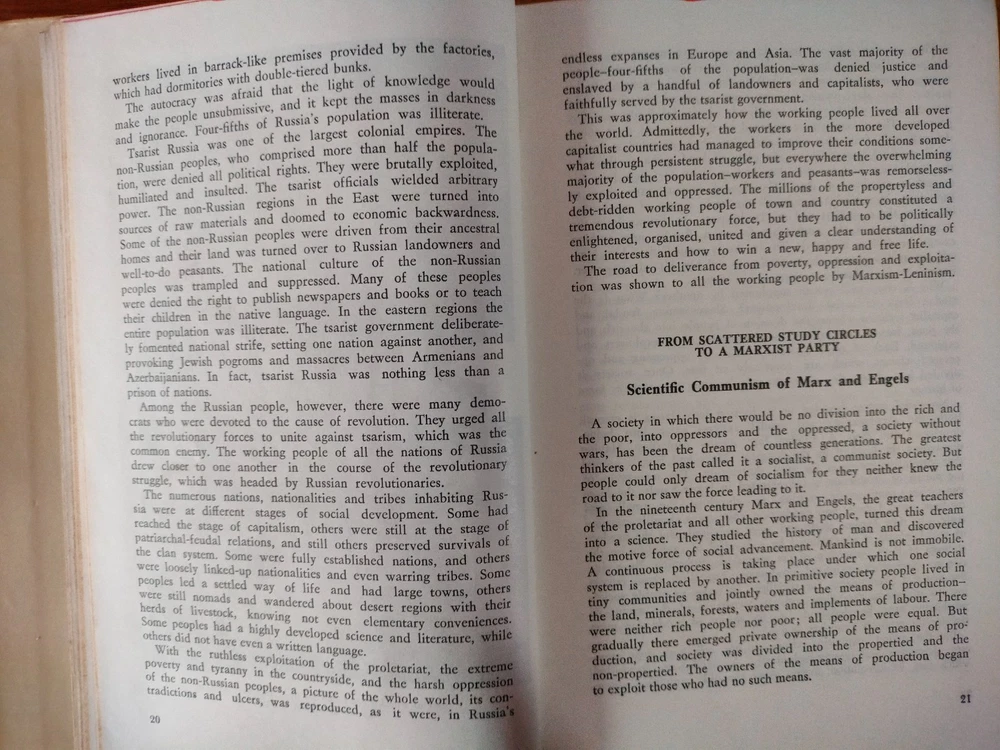 workers lived in barrack-like premises provided by the factories,
which had dormitories with double-tiered bunks.
The autocracy was afraid that the light of knowledge would
make the people unsubmissive, and it kept the masses in darkness
and ignorance. Four-fifths of Russia's population was illiterate.
Tsarist Russia was one of the largest colonial empires. The
non-Russian peoples, who comprised more than half the popula-
tion, were denied all political rights. They were brutally exploited,
humiliated and insulted. The tsarist officials wielded arbitrary
power. The non-Russian regions in the East were turned into
sources of raw materials and doomed to economic backwardness.
Some of the non-Russian peoples were driven from their ancestral
homes and their land was turned over to Russian landowners and
well-to-do peasants. The national culture of the non-Russian
peoples was trampled and suppressed. Many of these peoples
were denied the right to publish newspapers and books or to teach
their children in the native language. In the eastern regions the
entire population was illiterate. The tsarist government deliberate-
ly fomented national strife, setting one nation against another, and
provoking Jewish pogroms and massacres between Armenians and
Azerbaijanians. In fact, tsarist Russia was nothing less than a
prison of nations.
Among the Russian people, however, there were many demo-
crats who were devoted to the cause of revolution. They urged all
the revolutionary forces to unite against tsarism, which was the
common enemy. The working people of all the nations of Russia
drew closer to one another in the course of the revolutionary
struggle, which was headed by Russian revolutionaries.
The numerous nations, nationalities and tribes inhabiting Rus-
sia were at different stages of social development. Some had
reached the stage of capitalism, others were still at the stage of
patriarchal-feudal relations, and still others preserved survivals of
the clan system. Some were fully established nations, and others
were loosely linked-up nationalities and even warring tribes. Some
peoples led a settled way of life and had large towns, others
were still nomads and wandered about desert regions with their
herds of livestock, knowing not even elementary conveniences.
Some peoples had a highly developed science and literature, while
others did not have even a written language.
With the ruthless exploitation of the proletariat, the extreme
poverty and tyranny in the countryside, and the harsh oppression
of the non-Russian peoples, a picture of the whole world, its con-
tradictions and ulcers, was reproduced, as it were, in Russia's
20
endless expanses in Europe and Asia. The vast majority of the
people—four-fifths of the population—was denied justice and
enslaved by a handful of landowners and capitalists, who were
faithfully served by the tsarist government.
This was approximately how the working people lived all over
the world. Admittedly, the workers in the more developed
capitalist countries had managed to improve their conditions some-
what through persistent struggle, but everywhere the overwhelming
majority of the population—workers and peasants—was remorseless-
ly exploited and oppressed. The millions of the propertyless and
debt-ridden working people of town and country constituted a
tremendous revolutionary force, but they had to be politically
enlightened, organised, united and given a clear understanding of
their interests and how to win a new, happy and free life.
The road to deliverance from poverty, oppression and exploita-
tion was shown to all the working people by Marxism-Leninism.
FROM SCATTERED STUDY CIRCLES
TO A MARXIST PARTY
Scientific Communism of Marx and Engels
A society in which there would be no division into the rich and
the poor, into oppressors and the oppressed, a society without
wars, has been the dream of countless generations. The greatest
thinkers of the past called it a socialist, a communist society. But
people could only dream of socialism for they neither knew the
road to it nor saw the force leading to it.
In the nineteenth century Marx and Engels, the great teachers
of the proletariat and all other working people, turned this dream
into a science. They studied the history of man and discovered
the motive force of social advancement. Mankind is not immobile.
A continuous process is taking place under which one social
system is replaced by another. In primitive society people lived in
tiny communities and jointly owned the means of production—
the land, minerals, forests, waters and implements of labour. There
were neither rich people nor poor; all people were equal. But
gradually there emerged private ownership of the means of pro-
duction, and society was divided into the propertied and the
non-propertied. The owners of the means of production began
to exploit those who had no such means.
21